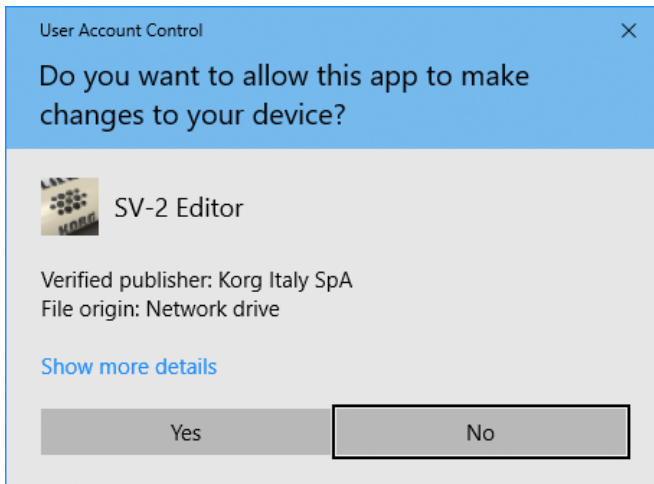 User Account Control
Do you want to allow this app to make
changes to your device?
KORG
SV-2 Editor
Verified publisher: Korg Italy SpA
File origin: Network drive
Show more details
Yes
No